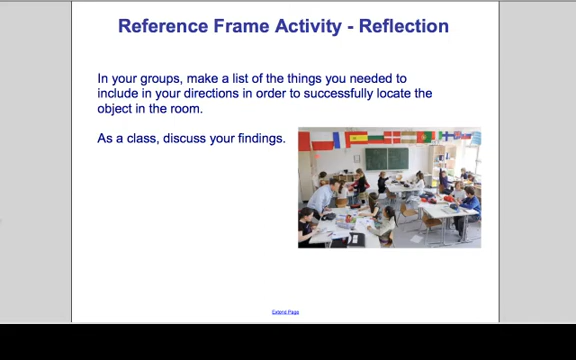 Reference Frame Activity - Reflection
In your groups, make a list of the things you needed to
include in your directions in order to successfully locate the
object in the room.
As a class, discuss your findings.
Extend Page